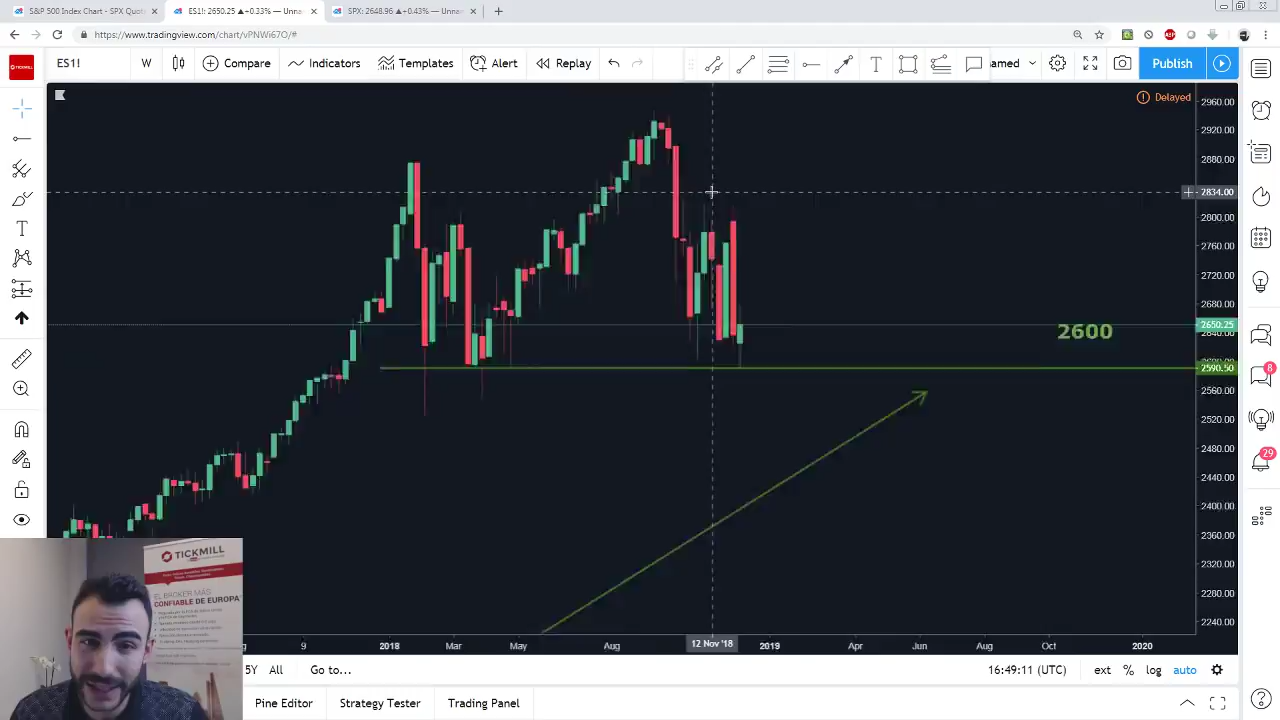 S&P 500 Index Chart - SPX Quot
ES1!: 2650.25 ▲+0.33% — Unna
SPX: 2648.96 ▲+0.43% — Unna
https://www.tradingview.com/chart/vPNWi67O/#
ES1!
W
Compare
Indicators
Templates
Alert
Replay
named
Publish
Delayed
2960.00
2920.00
2880.00
2834.00
2800.00
2760.00
2720.00
2680.00
2650.25
2600
2590.50
2560.00
2520.00
2480.00
2440.00
2400.00
2360.00
2320.00
2280.00
2240.00
8
29
TICKMILL
EL BROKER MÁS
CONFIABLE DE EUROPA
9
2018
Mar
May
Aug
12 Nov '18
2019
Apr
Jun
Aug
Oct
2020
5Y
All
Go to...
16:49:11 (UTC)
ext
%
log
auto
Pine Editor
Strategy Tester
Trading Panel